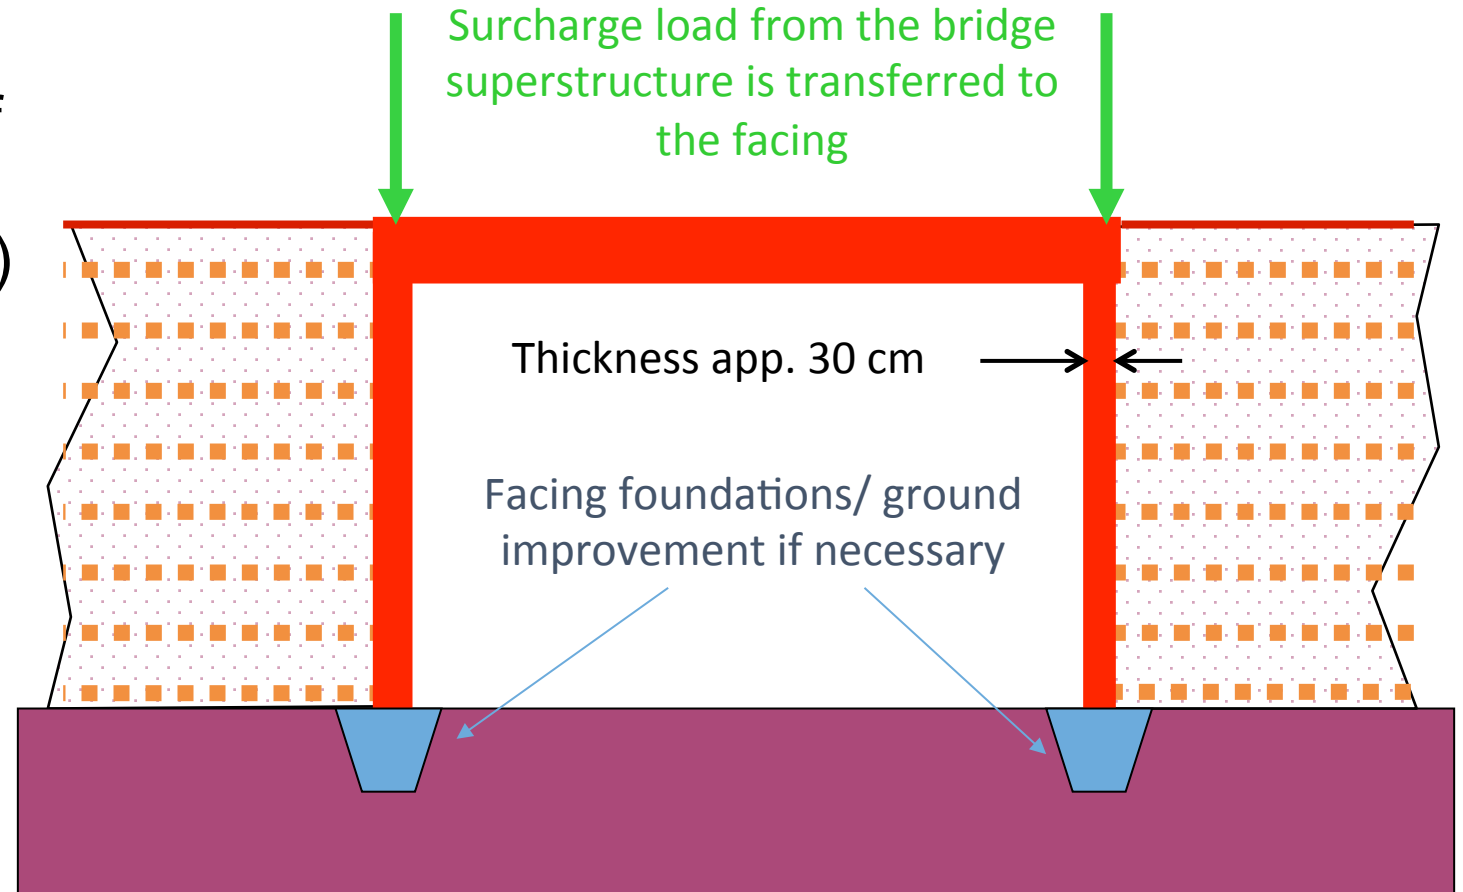 Surcharge load from the bridge
superstructure is transferred to
the facing
)
Thickness app. 30 cm
Facing foundations/ ground
improvement if necessary